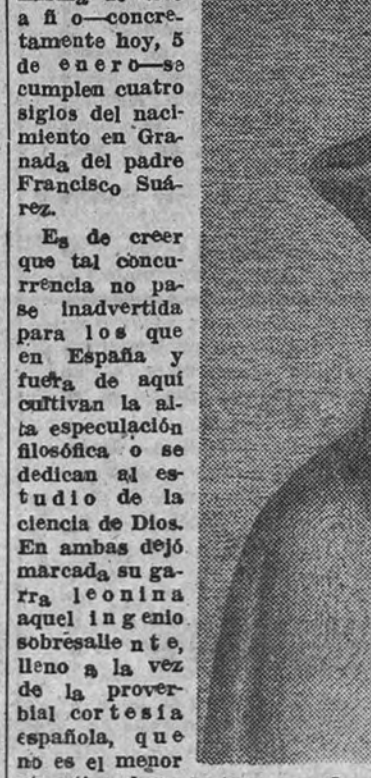 a ñ o—concre-
tamente hoy, 5
de enero—se
cumplen cuatro
siglos del naci-
miento en Gra-
nada del padre
Francisco Suá-
rez.
Es de creer
que tal concu-
rrencia no pa-
se inadvertida
para los que
en España y
fuera de aquí
cultivan la al-
ta especulación
filosófica o se
dedican al es-
tudio de la
ciencia de Dios.
En ambas dejó
marcada su ga-
rra leonina
aquel ingenio
sobresaliente,
lleno a la vez
de la prover-
bial cortesía
española, que
no es el menor